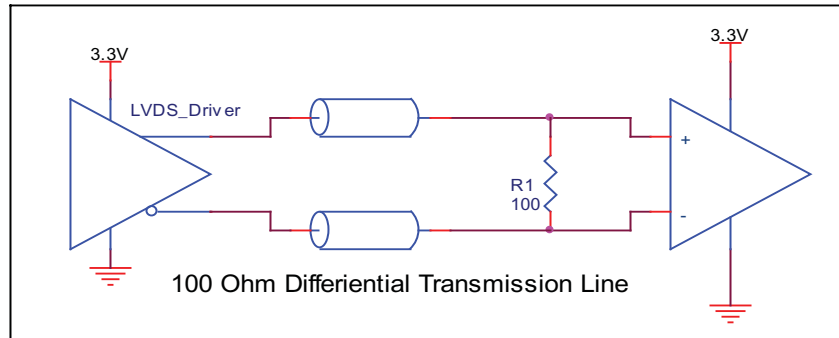 3.3V
3.3V
LVDS_Driver
+
R1
100
-
100 Ohm Differiential Transmission Line